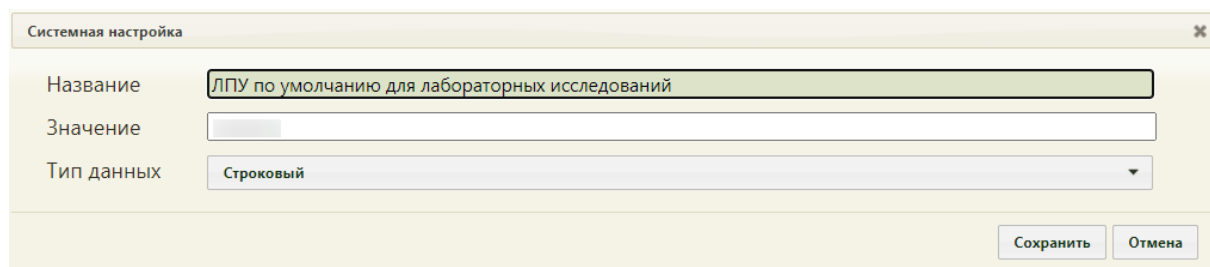 Системная настройка
Название ЛПУ по умолчанию для лабораторных исследований
Значение
Тип данных Строковый
Сохранить Отмена